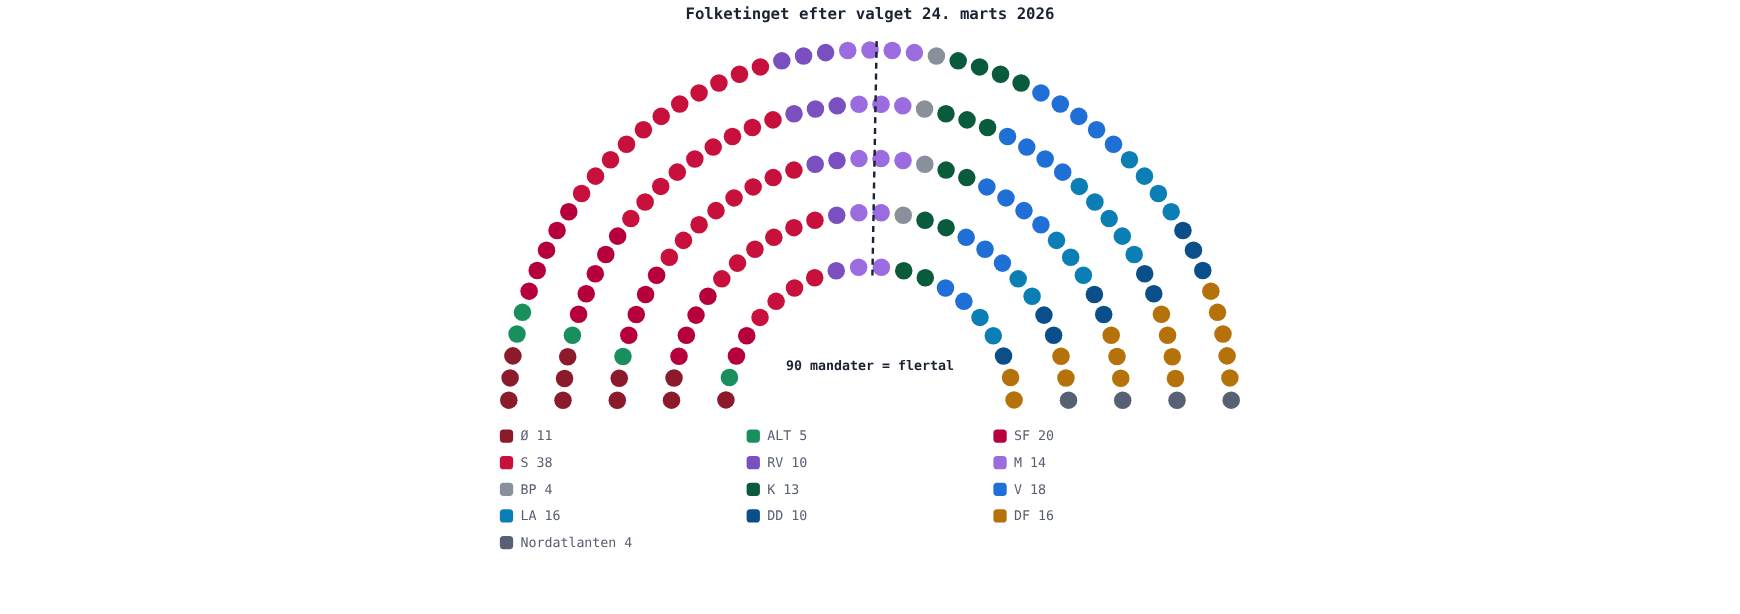 Folketinget efter valget 24. marts 2026
90 mandater = flertal
Ø 11
ALT 5
SF 20
S 38
RV 10
M 14
BP 4
K 13
V 18
LA 16
DD 10
DF 16
Nordatlanten 4